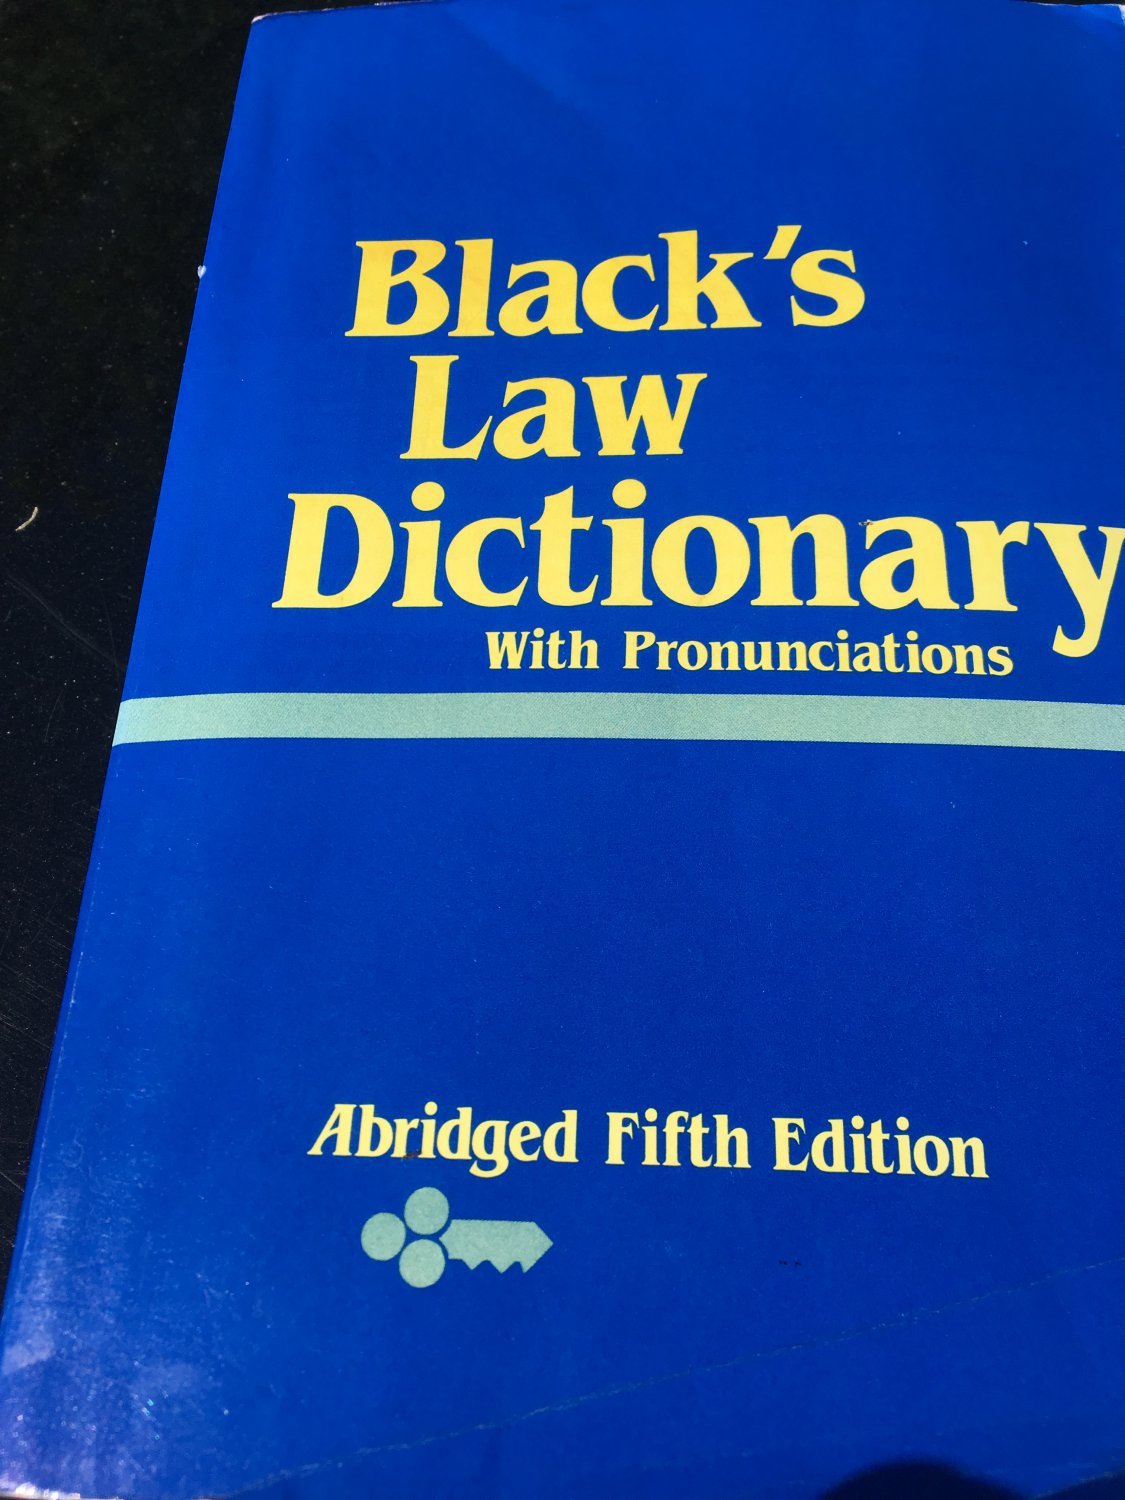 Black's
Law
Dictionary
With Pronunciations
Abridged Fifth Edition